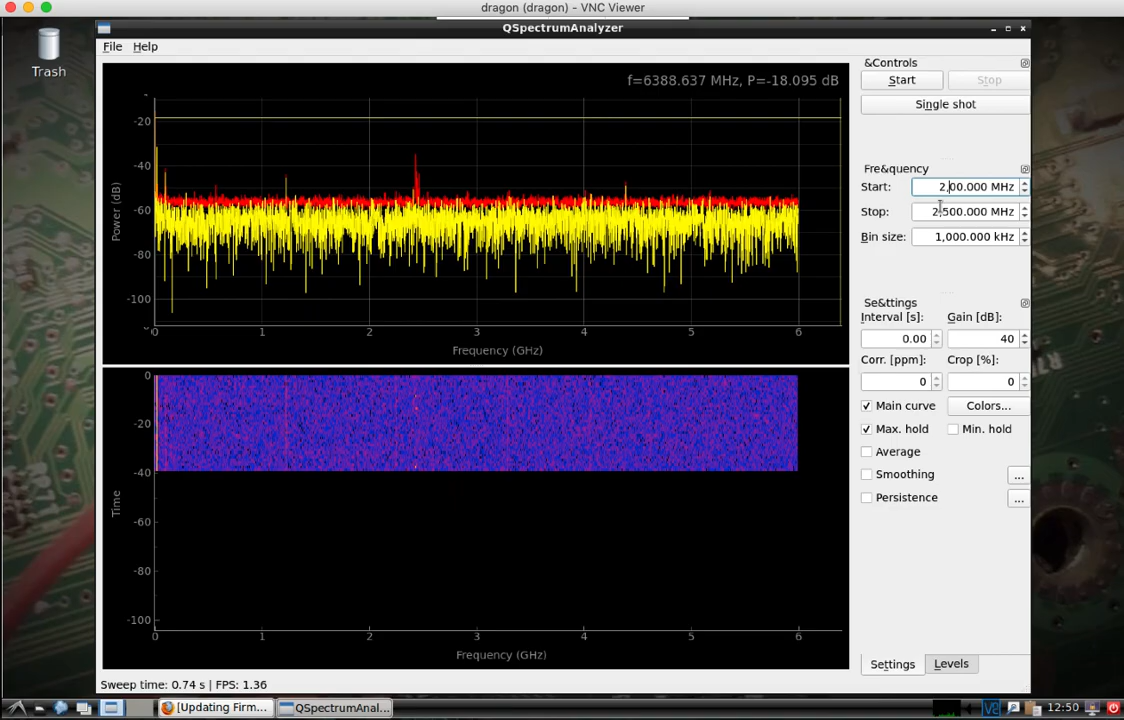 dragon (dragon) - VNC Viewer
QSpectrumAnalyzer
File Help
Trash
f=6388.637 MHz, P=-18.095 dB
-20
-40
-60
-80
-100
Power (dB)
0 1 2 3 4 5 6
Frequency (GHz)
0
-20
-40
-60
-80
-100
Time
0 1 2 3 4 5 6
Frequency (GHz)
&Controls
Start Stop
Single shot
Fre&quency
Start: 2,00.000 MHz
Stop: 2,500.000 MHz
Bin size: 1,000.000 kHz
Se&ttings
Interval [s]: Gain [dB]:
0.00 40
Corr. [ppm]: Crop [%]:
0 0
Main curve Colors...
Max. hold Min. hold
Average
Smoothing ...
Persistence ...
Settings Levels
Sweep time: 0.74 s | FPS: 1.36
[Updating Firm... QSpectrumAnal... 12:50